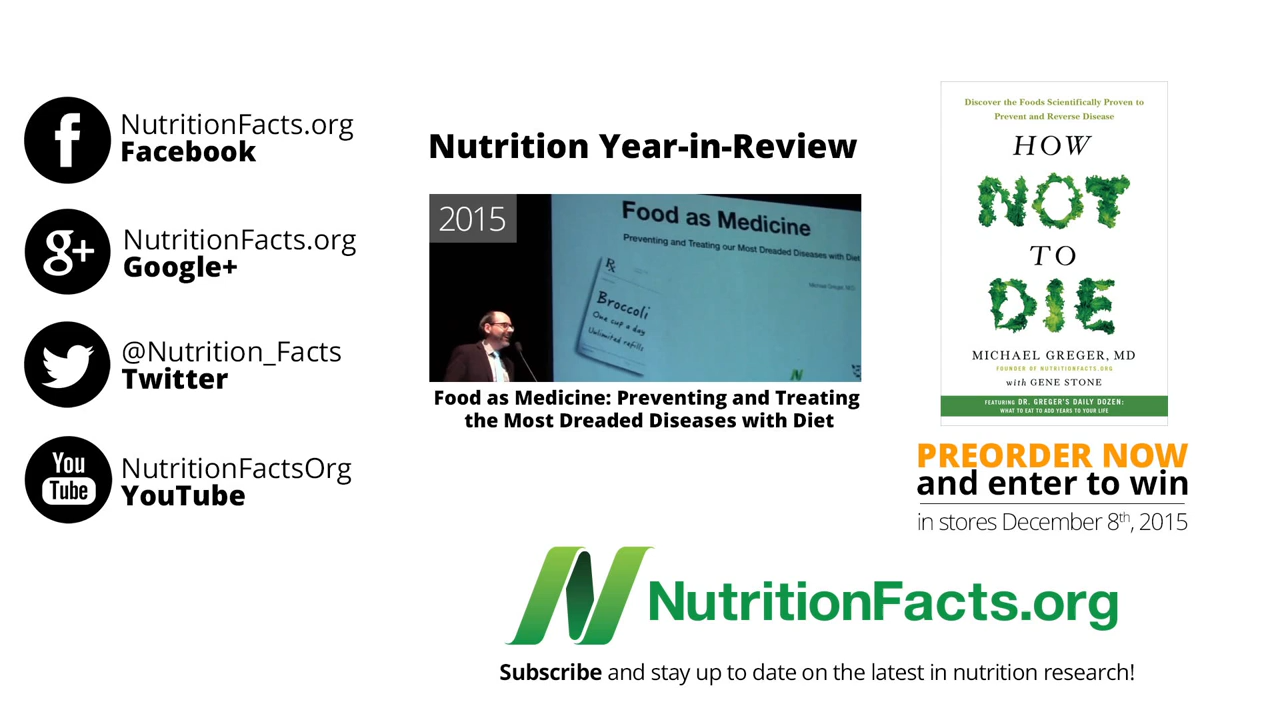 NutritionFacts.org
Facebook
NutritionFacts.org
Google+
@Nutrition_Facts
Twitter
You
Tube
NutritionFactsOrg
YouTube
Nutrition Year-in-Review
2015
Food as Medicine
Preventing and Treating our Most Dreaded Diseases with Diet
Michael Greger, MD
Rx
Broccoli
One cup a day
Unlimited refills
Food as Medicine: Preventing and Treating
the Most Dreaded Diseases with Diet
Discover the Foods Scientifically Proven to
Prevent and Reverse Disease
HOW
NOT
TO
DIE
MICHAEL GREGER, MD
FOUNDER OF NUTRITIONFACTS.ORG
with GENE STONE
FEATURING DR. GREGER'S DAILY DOZEN:
WHAT TO EAT TO ADD YEARS TO YOUR LIFE
PREORDER NOW
and enter to win
in stores December 8th, 2015
NutritionFacts.org
Subscribe and stay up to date on the latest in nutrition research!